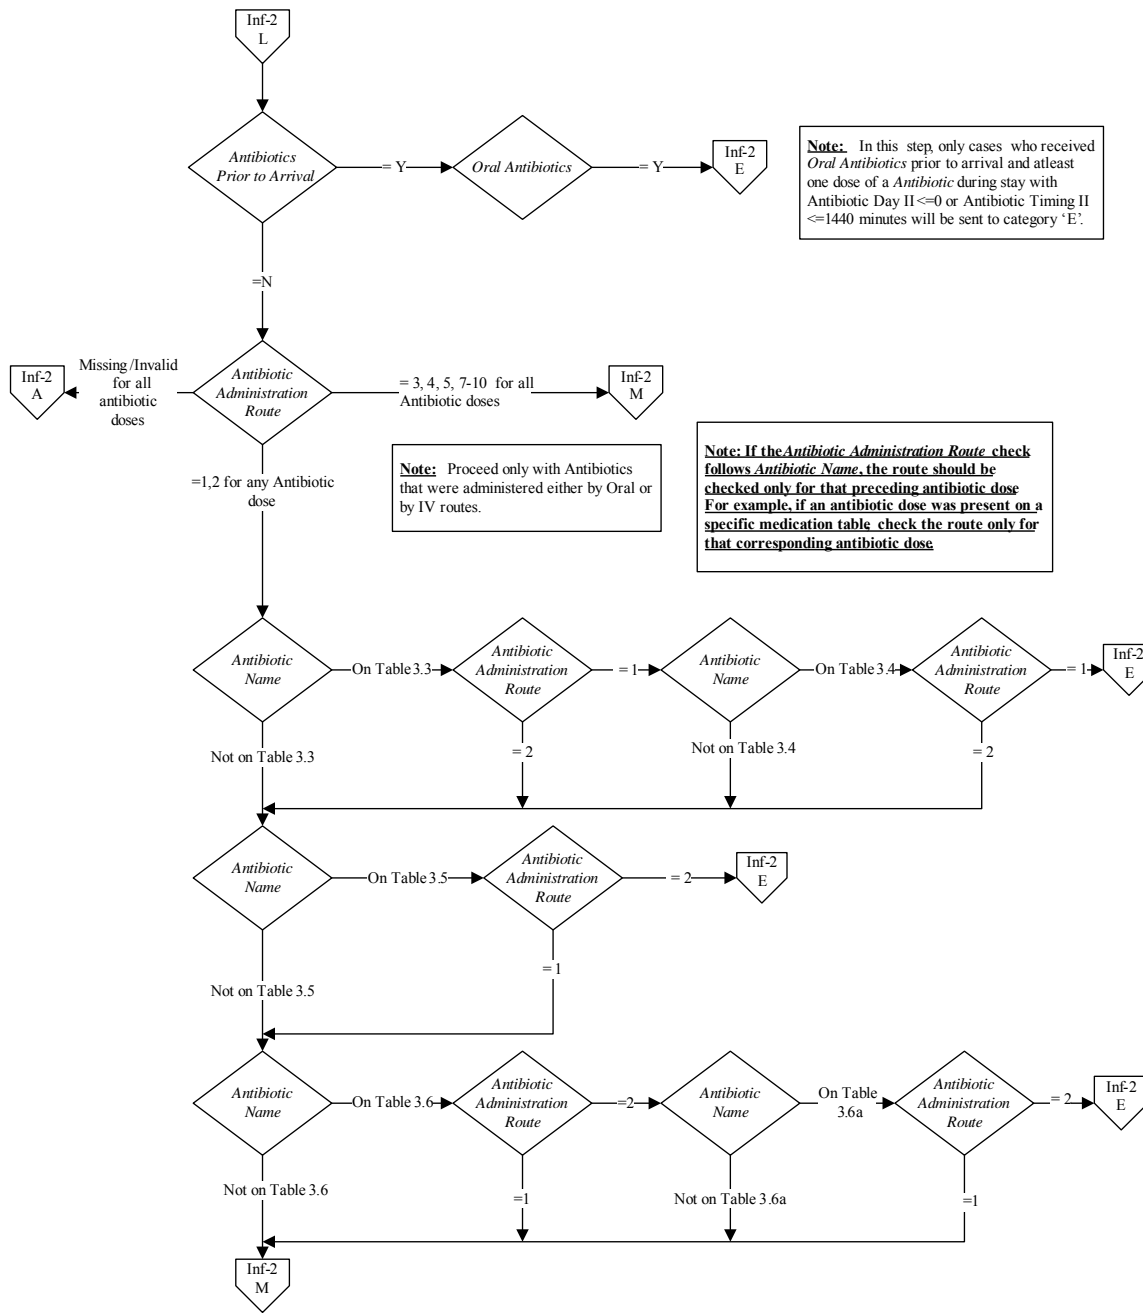 Inf-2
L
Antibiotics
Prior to Arrival
= Y
Oral Antibiotics
= Y
Inf-2
E
Note: In this step, only cases who received
Oral Antibiotics prior to arrival and atleast
one dose of a Antibiotic during stay with
Antibiotic Day II <=0 or Antibiotic Timing II
<=1440 minutes will be sent to category ‘E’.
=N
Inf-2
A
Missing /Invalid
for all
antibiotic
doses
Antibiotic
Administration
Route
= 3, 4, 5, 7-10 for all
Antibiotic doses
Inf-2
M
=1,2 for any Antibiotic
dose
Note: Proceed only with Antibiotics
that were administered either by Oral or
by IV routes.
Note: If the Antibiotic Administration Route check
follows Antibiotic Name, the route should be
checked only for that preceding antibiotic dose
For example, if an antibiotic dose was present on a
specific medication table, check the route only for
that corresponding antibiotic dose.
Antibiotic
Name
On Table 3.3
Antibiotic
Administration
Route
= 1
Antibiotic
Name
On Table 3.4
Antibiotic
Administration
Route
= 1
Inf-2
E
Not on Table 3.3
= 2
Not on Table 3.4
= 2
Antibiotic
Name
On Table 3.5
Antibiotic
Administration
Route
= 2
Inf-2
E
Not on Table 3.5
= 1
Antibiotic
Name
On Table 3.6
Antibiotic
Administration
Route
=2
Antibiotic
Name
On Table
3.6a
Antibiotic
Administration
Route
= 2
Inf-2
E
Not on Table 3.6
=1
Not on Table 3.6a
=1
Inf-2
M